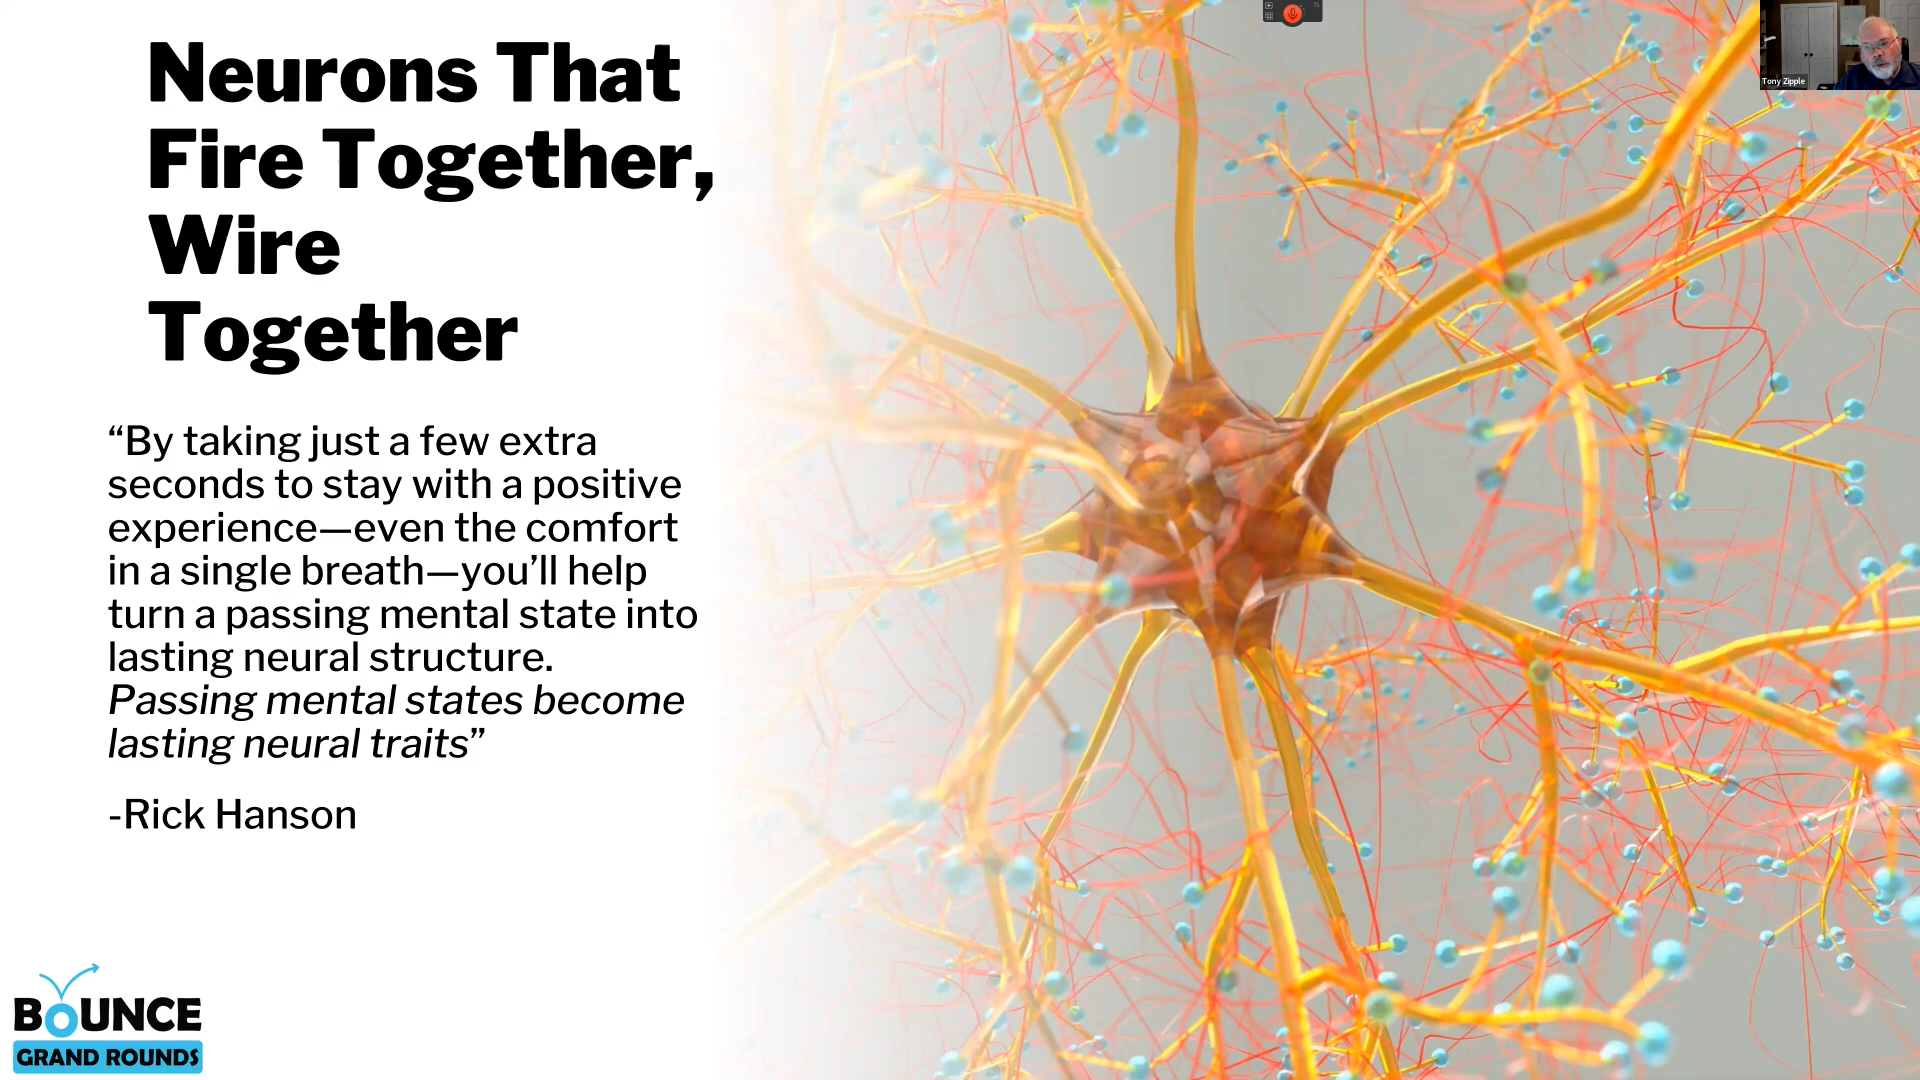 Neurons That
Fire Together,
Wire
Together
“By taking just a few extra
seconds to stay with a positive
experience—even the comfort
in a single breath—you’ll help
turn a passing mental state into
lasting neural structure.
Passing mental states become
lasting neural traits”
-Rick Hanson
BOUNCE
GRAND ROUNDS
Tony Zipple